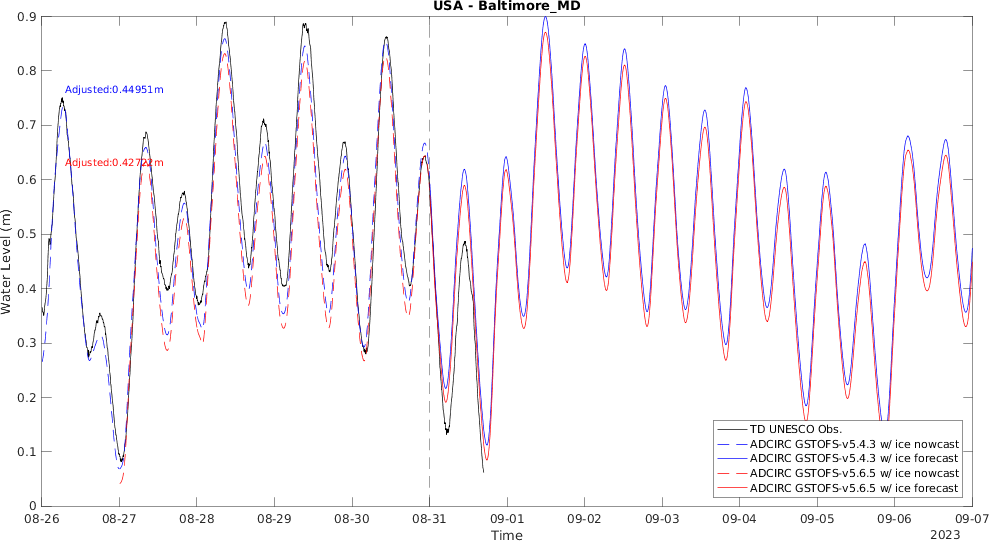 USA - Baltimore_MD
0.9
0.8
0.7
0.6
0.5
0.4
0.3
0.2
0.1
0
Water Level (m)
Adjusted:0.44951m
Adjusted:0.42722m
TD UNESCO Obs.
ADCIRC GSTOFS-v5.4.3 w/ ice nowcast
ADCIRC GSTOFS-v5.4.3 w/ ice forecast
ADCIRC GSTOFS-v5.6.5 w/ ice nowcast
ADCIRC GSTOFS-v5.6.5 w/ ice forecast
08-26 08-27 08-28 08-29 08-30 08-31 09-01 09-02 09-03 09-04 09-05 09-06 09-07
Time
2023